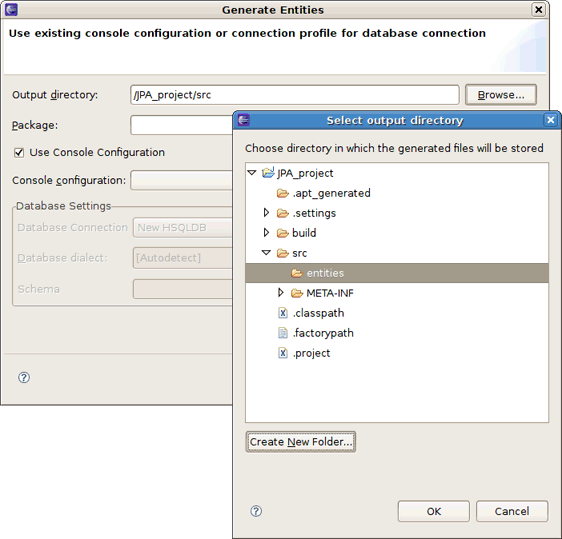 Generate Entities
Use existing console configuration or connection profile for database connection
Output directory:
/JPA_project/src
Browse...
Package:
Use Console Configuration
Console configuration:
Database Settings
Database Connection
New HSQLDB
Database dialect:
[Autodetect]
Schema
Select output directory
Choose directory in which the generated files will be stored
JPA_project
.apt_generated
.settings
build
src
entities
META-INF
.classpath
.factorypath
.project
Create New Folder...
OK
Cancel